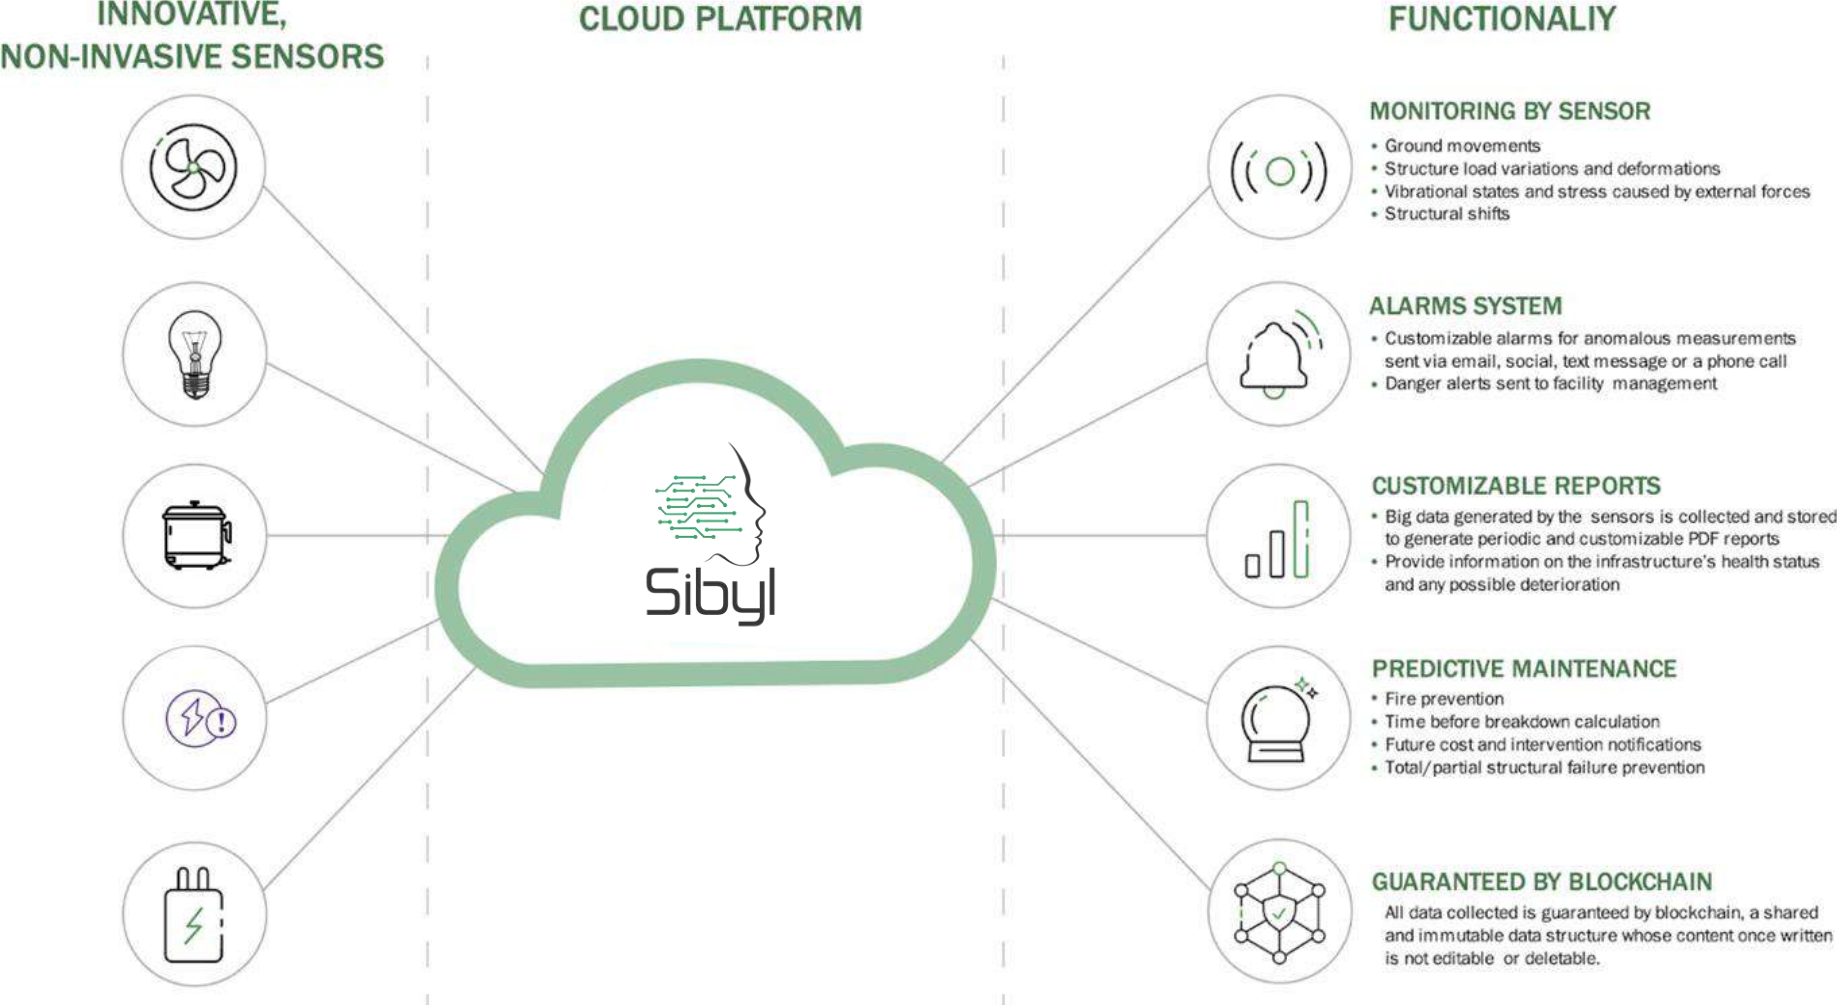 INNOVATIVE,
NON-INVASIVE SENSORS
CLOUD PLATFORM
Sibyl
FUNCTIONALIY
MONITORING BY SENSOR
• Ground movements
• Structure load variations and deformations
• Vibrational states and stress caused by external forces
• Structural shifts
ALARMS SYSTEM
• Customizable alarms for anomalous measurements
sent via email, social, text message or a phone call
• Danger alerts sent to facility management
CUSTOMIZABLE REPORTS
• Big data generated by the sensors is collected and stored
to generate periodic and customizable PDF reports
• Provide information on the infrastructure's health status
and any possible deterioration
PREDICTIVE MAINTENANCE
• Fire prevention
• Time before breakdown calculation
• Future cost and intervention notifications
• Total/partial structural failure prevention
GUARANTEED BY BLOCKCHAIN
All data collected is guaranteed by blockchain, a shared
and immutable data structure whose content once written
is not editable or deletable.